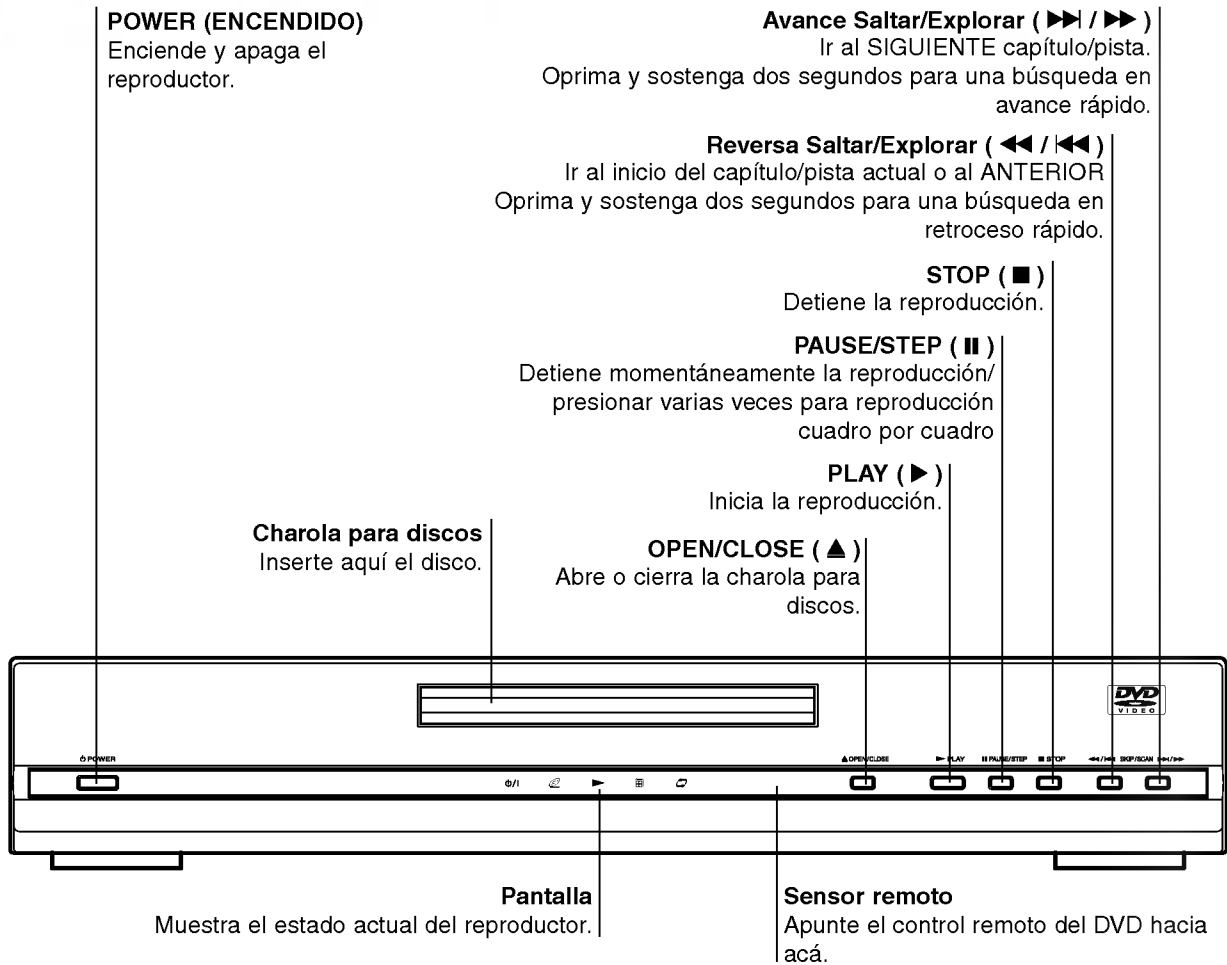 POWER (ENCENDIDO)
Enciende y apaga el
reproductor.
Avance Saltar/Explorar ( ▶▶| / ▶▶ )
Ir al SIGUIENTE capítulo/pista.
Oprima y sostenga dos segundos para una búsqueda en
avance rápido.
Reversa Saltar/Explorar ( ◀◀ / |◀◀ )
Ir al inicio del capítulo/pista actual o al ANTERIOR
Oprima y sostenga dos segundos para una búsqueda en
retroceso rápido.
STOP ( ■ )
Detiene la reproducción.
PAUSE/STEP ( II )
Detiene momentáneamente la reproducción/
presionar varias veces para reproducción
cuadro por cuadro
PLAY ( ▶ )
Inicia la reproducción.
Charola para discos
Inserte aquí el disco.
OPEN/CLOSE ( ▲ )
Abre o cierra la charola para
discos.
DVD
VIDEO
POWER
▲ OPEN/CLOSE
▶ PLAY
II PAUSE/STEP
■ STOP
◀◀ / |◀◀ SKIP/SCAN ▶▶| / ▶▶
Pantalla
Muestra el estado actual del reproductor.
Sensor remoto
Apunte el control remoto del DVD hacia
acá.